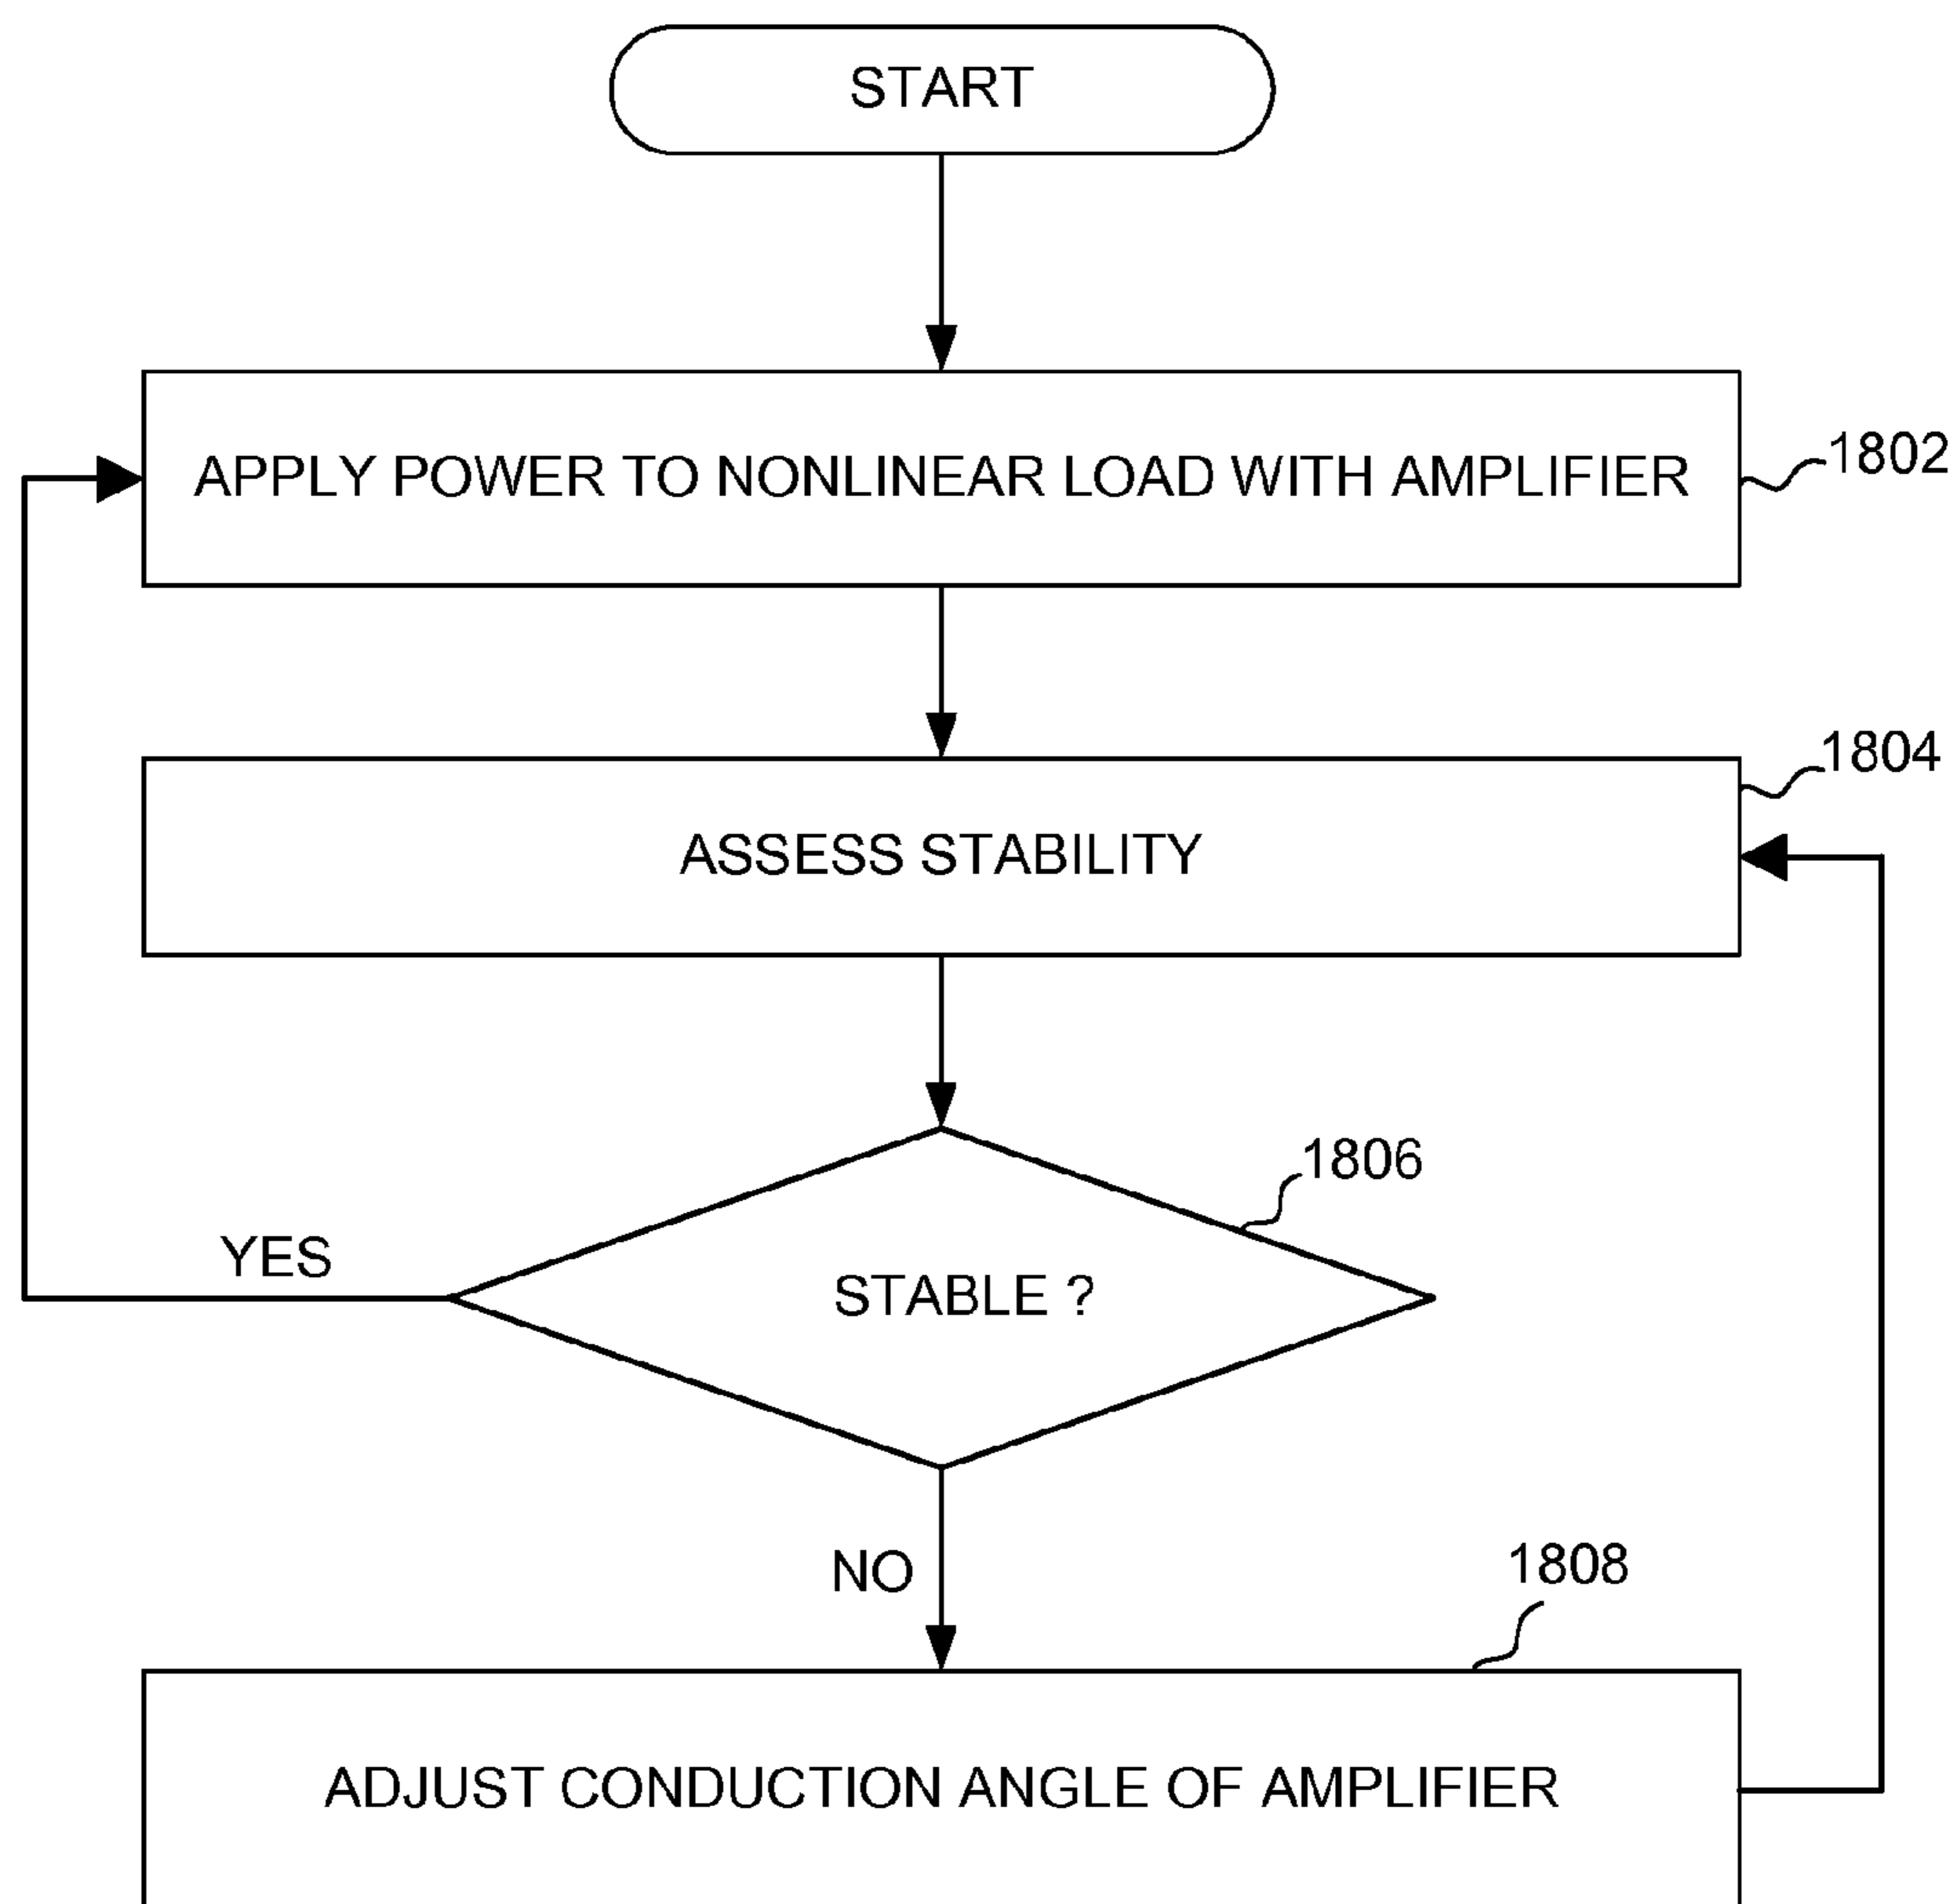 START
APPLY POWER TO NONLINEAR LOAD WITH AMPLIFIER
1802
1804
ASSESS STABILITY
1806
YES
STABLE ?
NO
1808
ADJUST CONDUCTION ANGLE OF AMPLIFIER